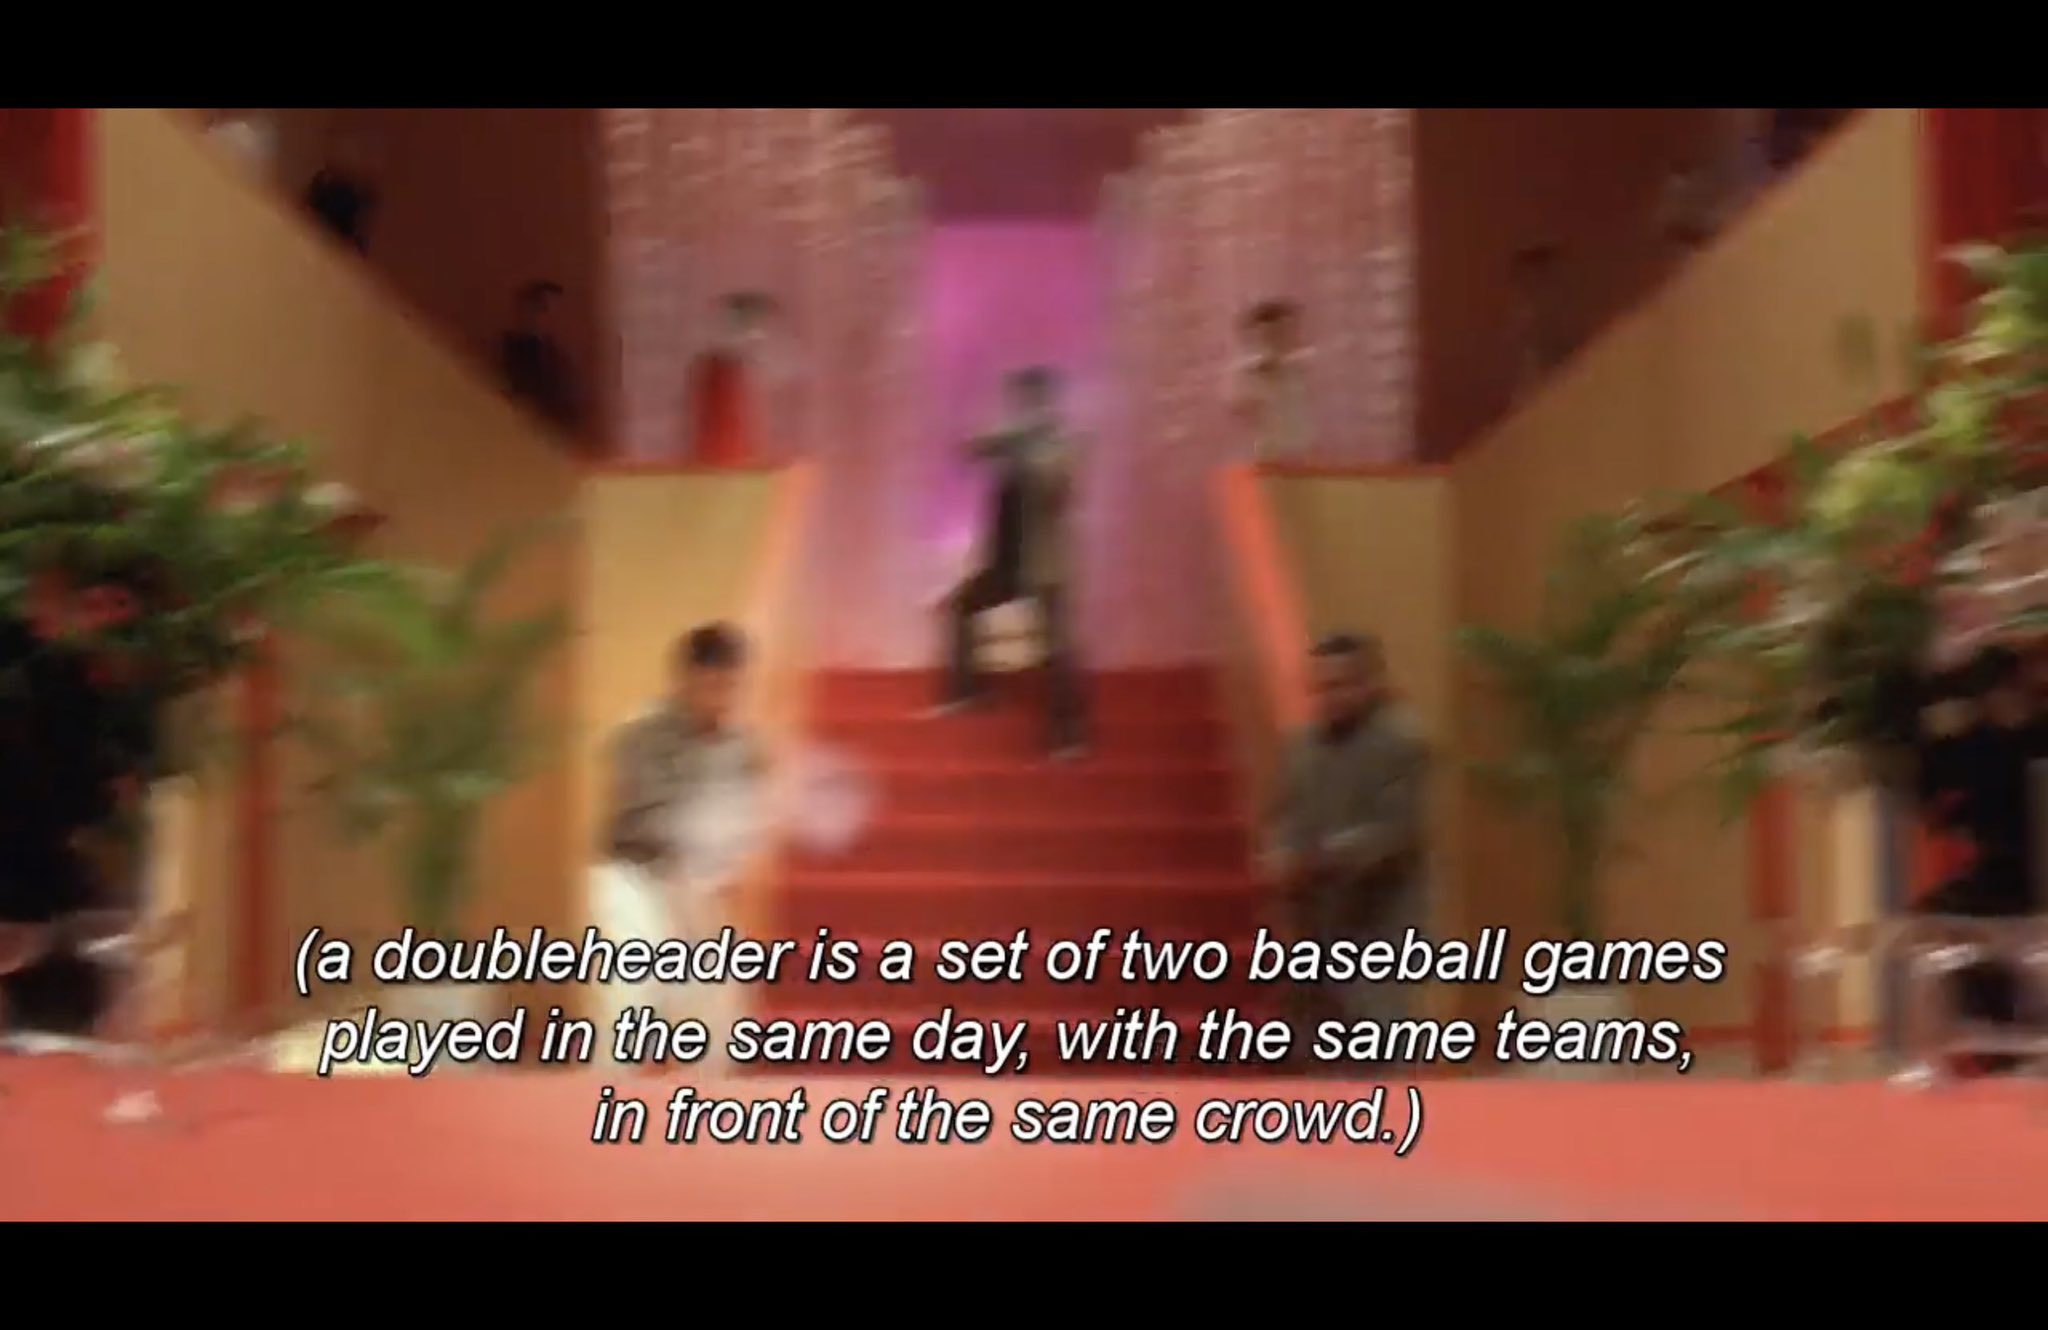 (a doubleheader is a set of two baseball games
played in the same day, with the same teams,
in front of the same crowd.)